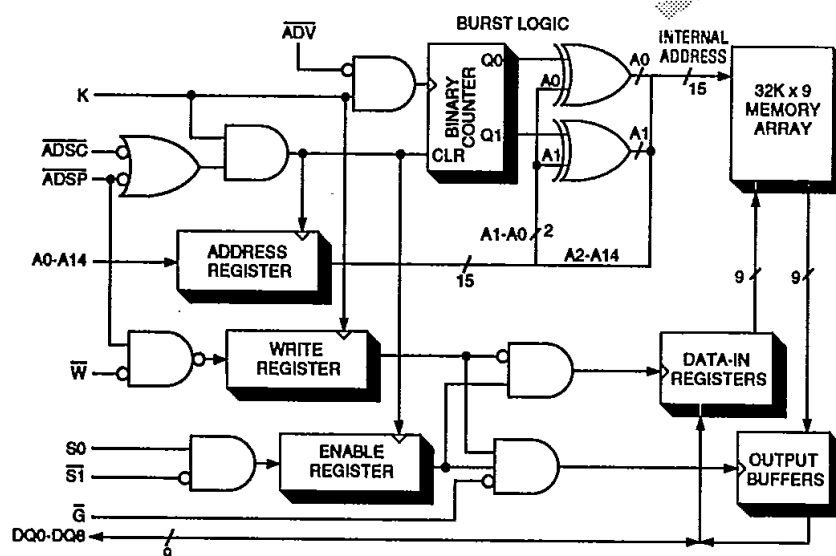 BURST LOGIC
ADV
K
ADSC
ADSP
A0-A14
W
S0
S1
G
DQ0-DQ8
9
BINARY COUNTER
Q0
Q1
CLR
A0
A0
A1
A1
INTERNAL ADDRESS
15
32K x 9 MEMORY ARRAY
ADDRESS REGISTER
15
A1-A0
2
A2-A14
9
9
WRITE REGISTER
DATA-IN REGISTERS
ENABLE REGISTER
OUTPUT BUFFERS